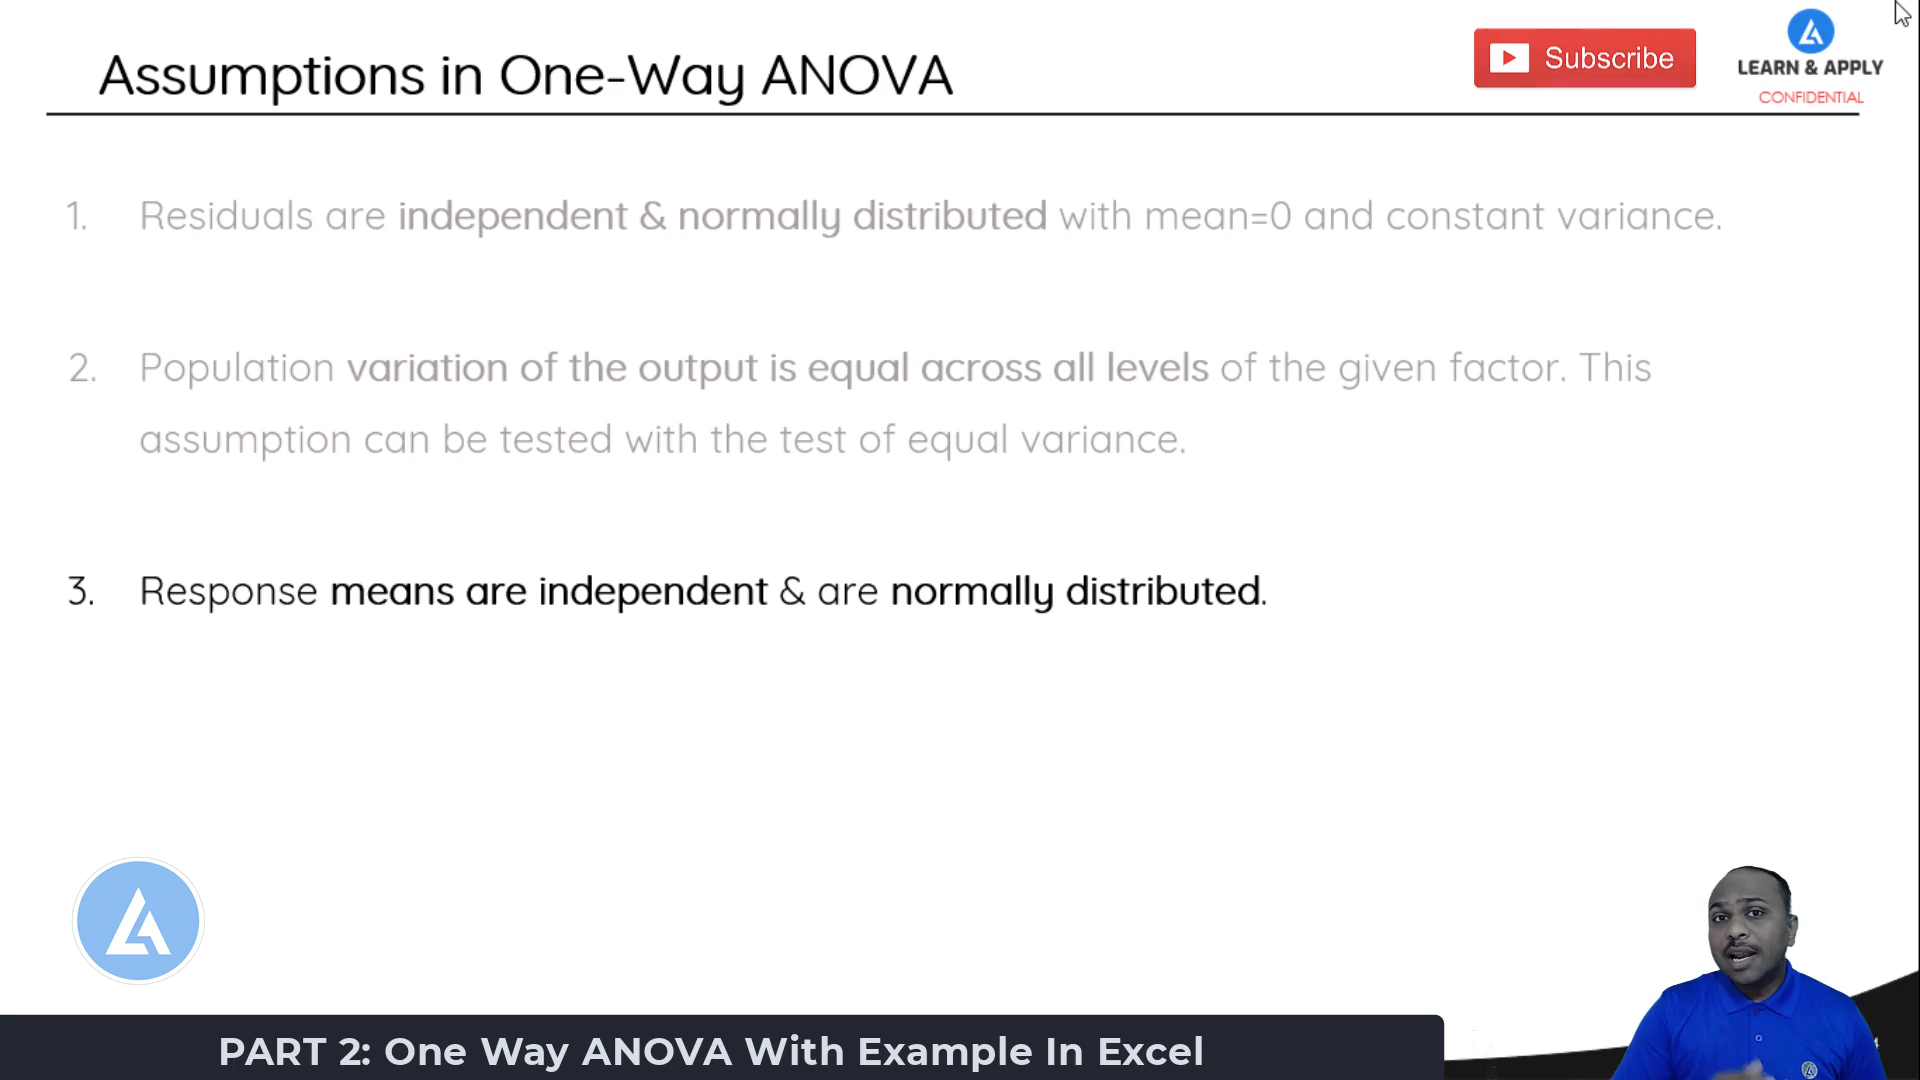 Assumptions in One-Way ANOVA
Subscribe
LEARN & APPLY
CONFIDENTIAL
1. Residuals are independent & normally distributed with mean=0 and constant variance.
2. Population variation of the output is equal across all levels of the given factor. This
assumption can be tested with the test of equal variance.
3. Response means are independent & are normally distributed.
PART 2: One Way ANOVA With Example In Excel